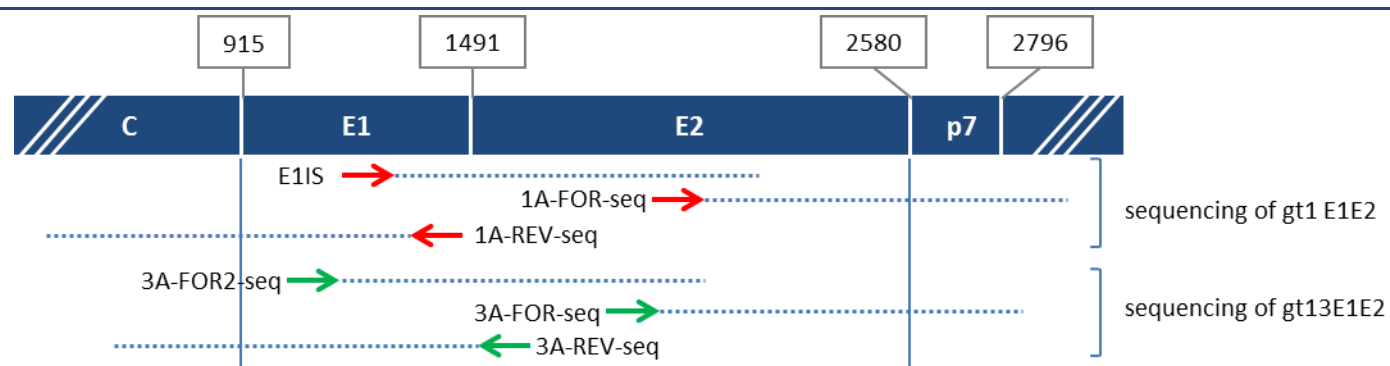 915 1491 2580 2796
C E1 E2 p7
E1IS
1A-FOR-seq
sequencing of gt1 E1E2
1A-REV-seq
3A-FOR2-seq
3A-FOR-seq
sequencing of gt13E1E2
3A-REV-seq